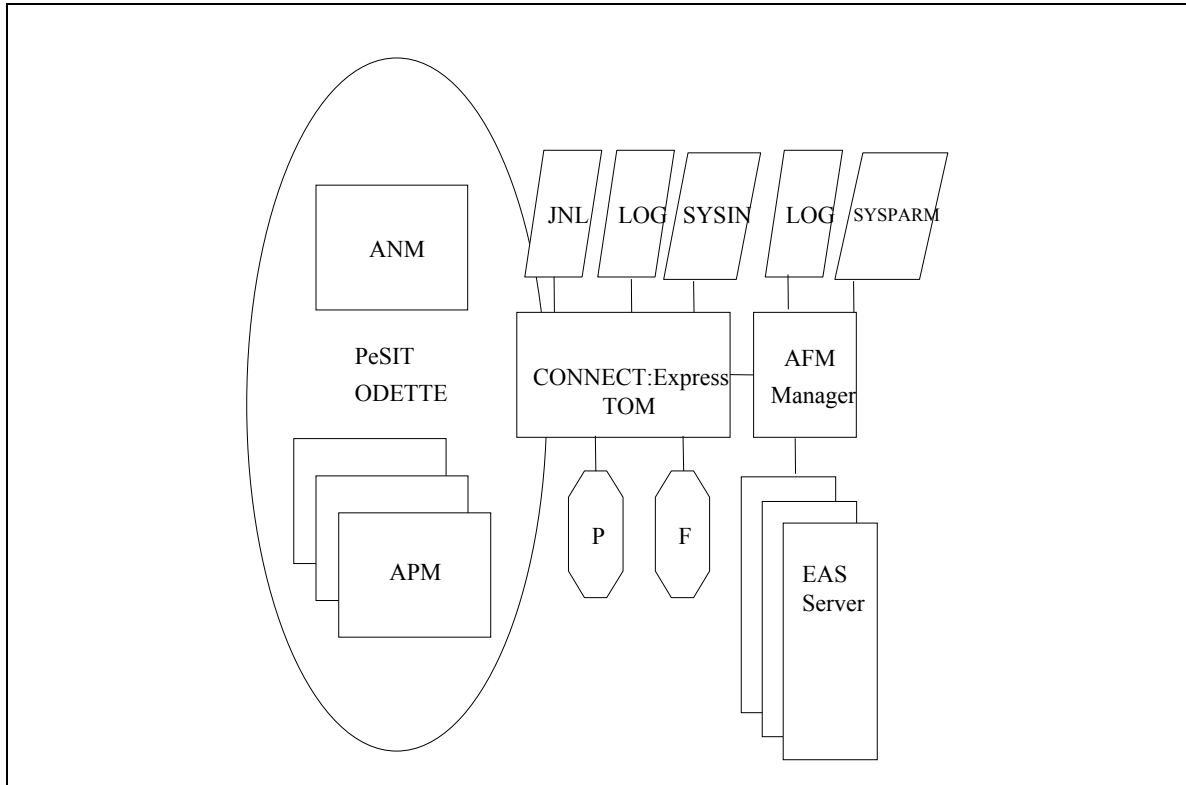 JNL
LOG
SYSIN
LOG
SYSPARM
ANM
PeSIT
ODETTE
CONNECT:Express
TOM
AFM
Manager
P
F
APM
EAS
Server